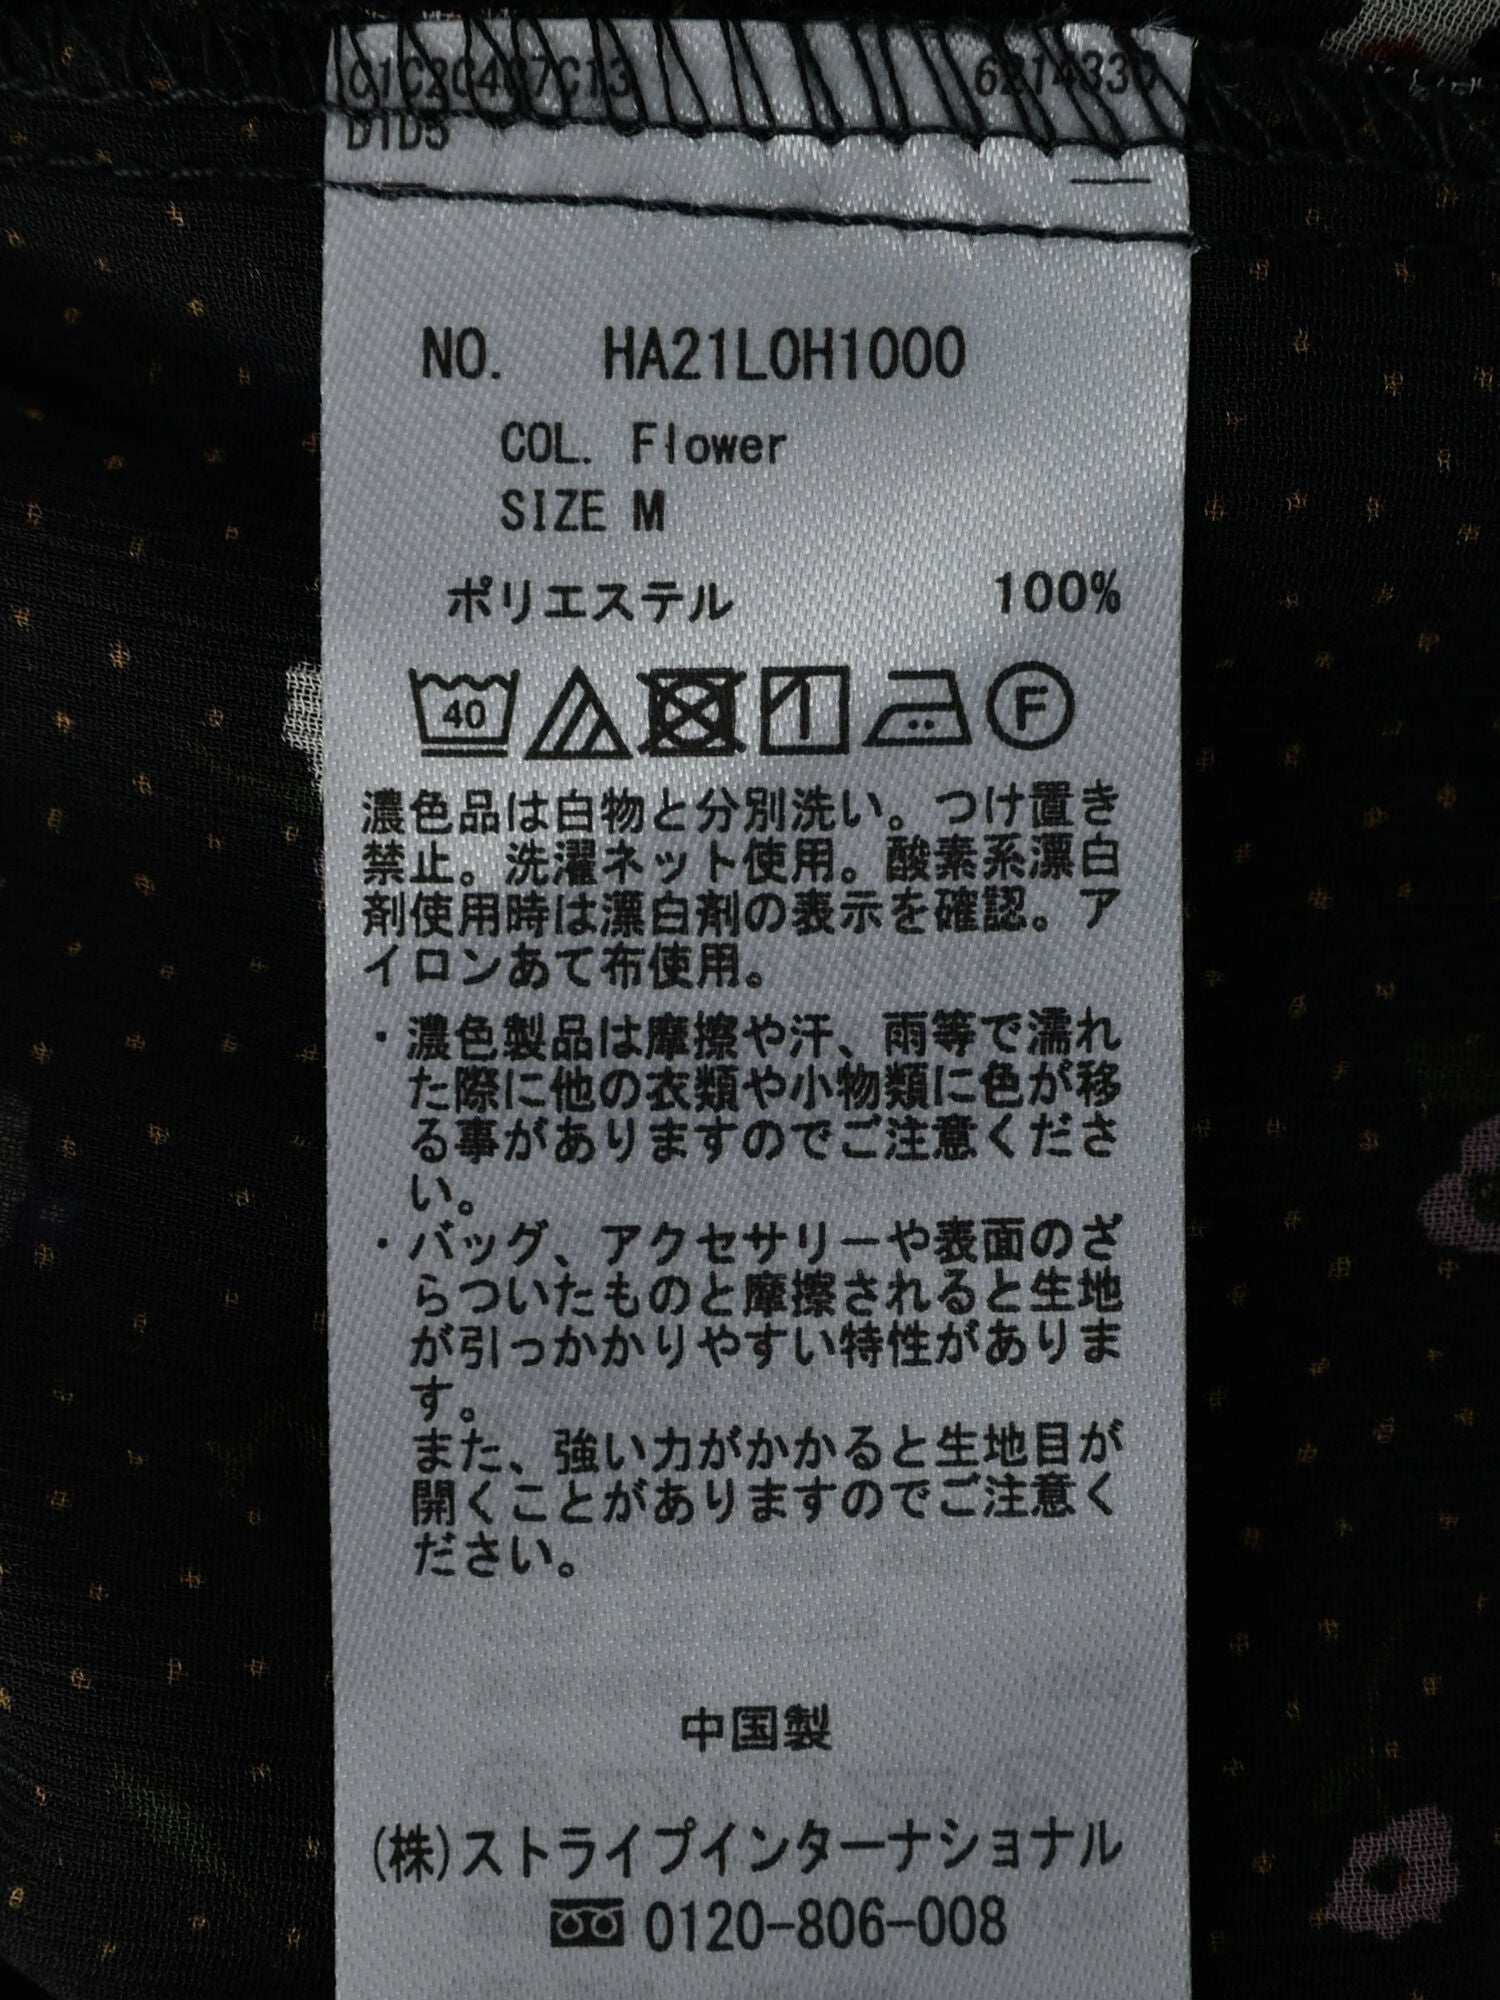 C1C2C4C7C13
D1D5
NO. HA21L0H1000
COL. Flower
SIZE M
ポリエステル 100%
40 F
濃色品は白物と分別洗い。つけ置き
禁止。洗濯ネット使用。酸素系漂白
剤使用時は漂白剤の表示を確認。ア
イロンあて布使用。
・濃色製品は摩擦や汗、雨等で濡れ
た際に他の衣類や小物類に色が移
る事がありますのでご注意くださ
い。
・バッグ、アクセサリーや表面のざ
らついたものと摩擦されると生地
が引っかかりやすい特性がありま
す。
また、強い力がかかると生地目が
開くことがありますのでご注意く
ださい。
中国製
(株)ストライプインターナショナル
0120-806-008